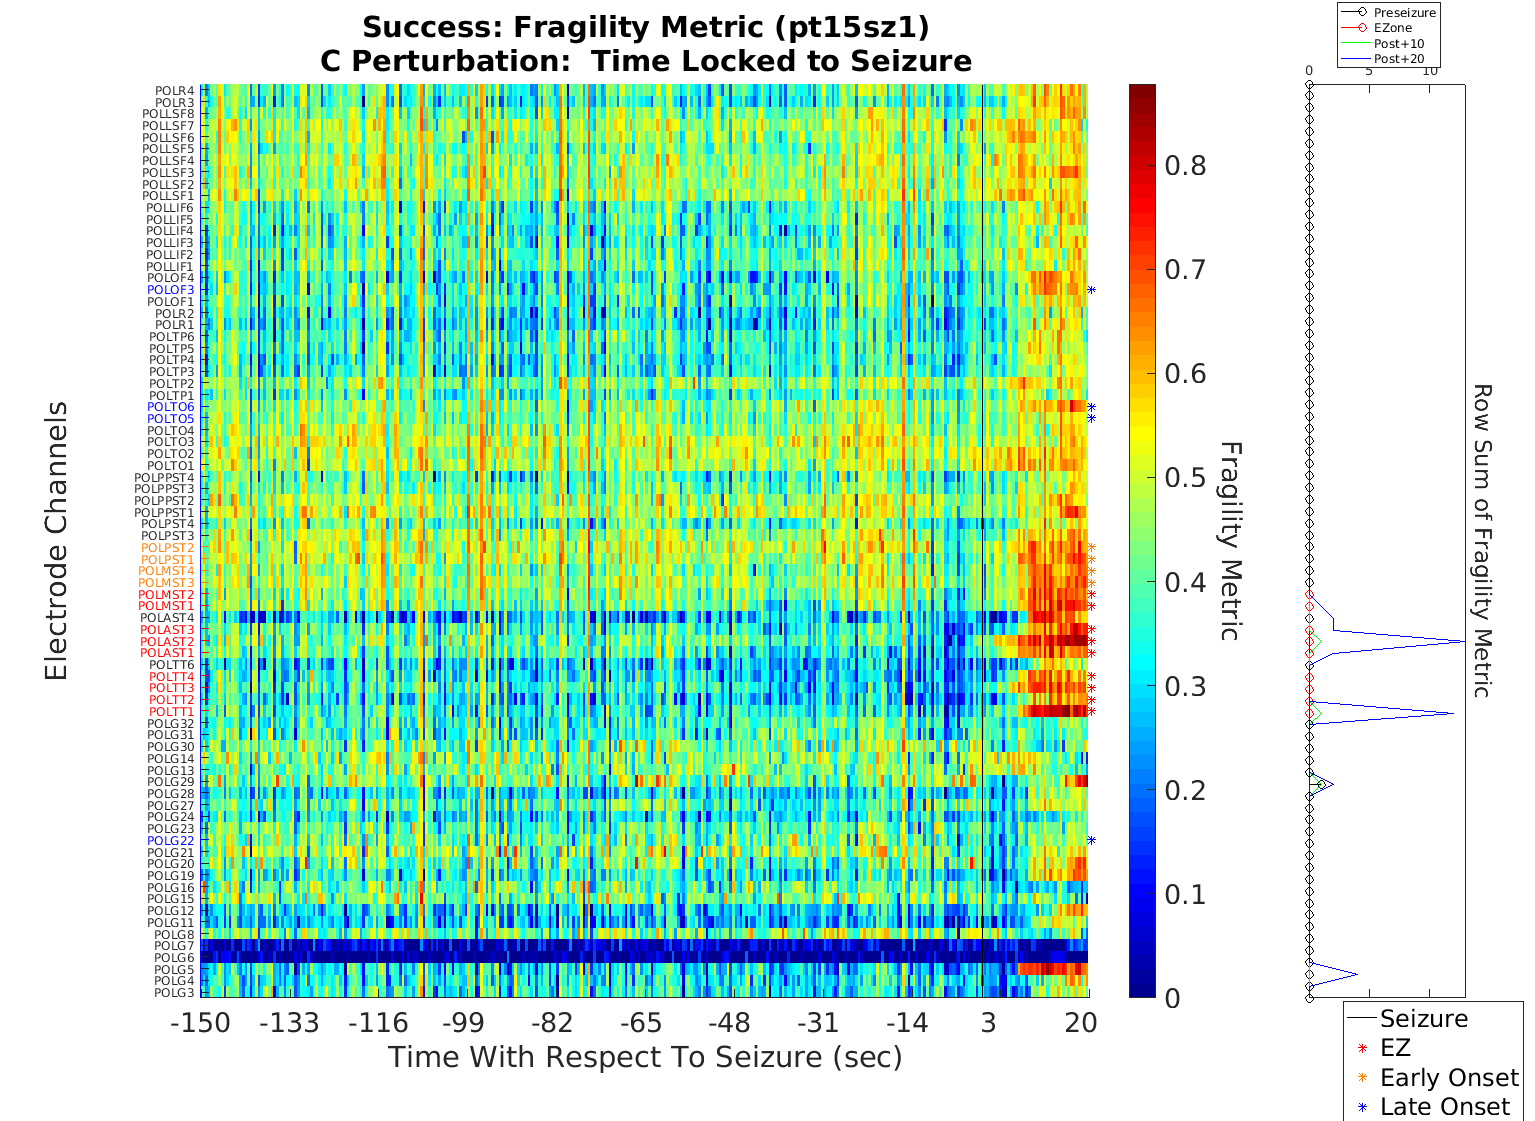 Success: Fragility Metric (pt15sz1)
C Perturbation:  Time Locked to Seizure
Electrode Channels
POLR4
POLR3
POLLSF8
POLLSF7
POLLSF6
POLLSF5
POLLSF4
POLLSF3
POLLSF2
POLLSF1
POLLIF6
POLLIF5
POLLIF4
POLLIF3
POLLIF2
POLLIF1
POLOF4
POLOF3
POLOF1
POLR2
POLR1
POLTP6
POLTP5
POLTP4
POLTP3
POLTP2
POLTP1
POLTO6
POLTO5
POLTO4
POLTO3
POLTO2
POLTO1
POLPPST4
POLPPST3
POLPPST2
POLPPST1
POLPST4
POLPST3
POLPST2
POLPST1
POLMST4
POLMST3
POLMST2
POLMST1
POLAST4
POLAST3
POLAST2
POLAST1
POLTT6
POLTT4
POLTT3
POLTT2
POLTT1
POLG32
POLG31
POLG30
POLG14
POLG13
POLG29
POLG28
POLG27
POLG24
POLG23
POLG22
POLG21
POLG20
POLG19
POLG16
POLG15
POLG12
POLG11
POLG8
POLG7
POLG6
POLG5
POLG4
POLG3
-150 -133 -116 -99 -82 -65 -48 -31 -14 3 20
Time With Respect To Seizure (sec)
0.8
0.7
0.6
0.5
0.4
0.3
0.2
0.1
0
Fragility Metric
Preseizure
EZone
Post+10
Post+20
0 5 10
Row Sum of Fragility Metric
Seizure
EZ
Early Onset
Late Onset